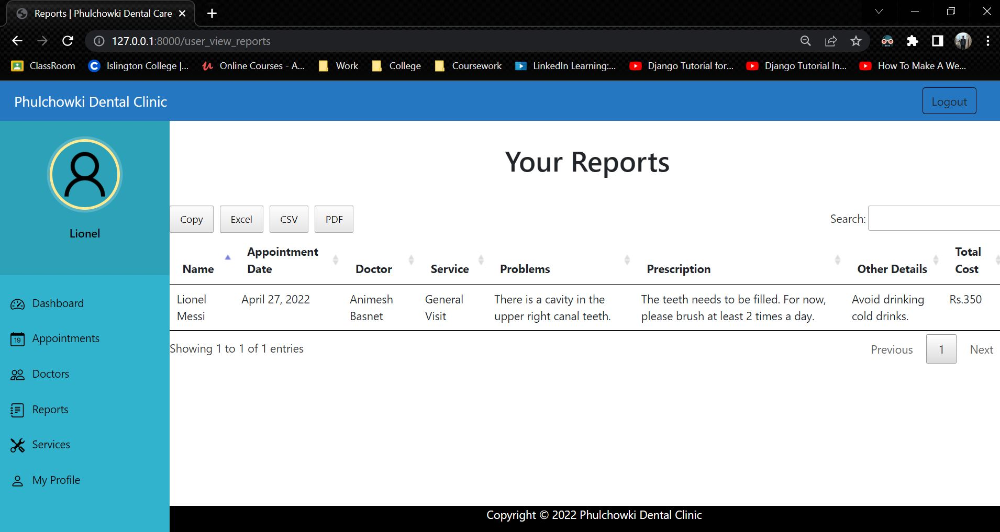 Reports | Phulchowki Dental Care
127.0.0.1:8000/user_view_reports
ClassRoom
Islington College |...
Online Courses - A...
Work
College
Coursework
LinkedIn Learning:...
Django Tutorial for...
Django Tutorial In...
How To Make A We...
Phulchowki Dental Clinic
Logout
Lionel
Dashboard
19
Appointments
Doctors
Reports
Services
My Profile
Your Reports
Copy
Excel
CSV
PDF
Search:
Name
Appointment
Date
Doctor
Service
Problems
Prescription
Other Details
Total
Cost
Lionel
Messi
April 27, 2022
Animesh
Basnet
General
Visit
There is a cavity in the
upper right canal teeth.
The teeth needs to be filled. For now,
please brush at least 2 times a day.
Avoid drinking
cold drinks.
Rs.350
Showing 1 to 1 of 1 entries
Previous
1
Next
Copyright © 2022 Phulchowki Dental Clinic